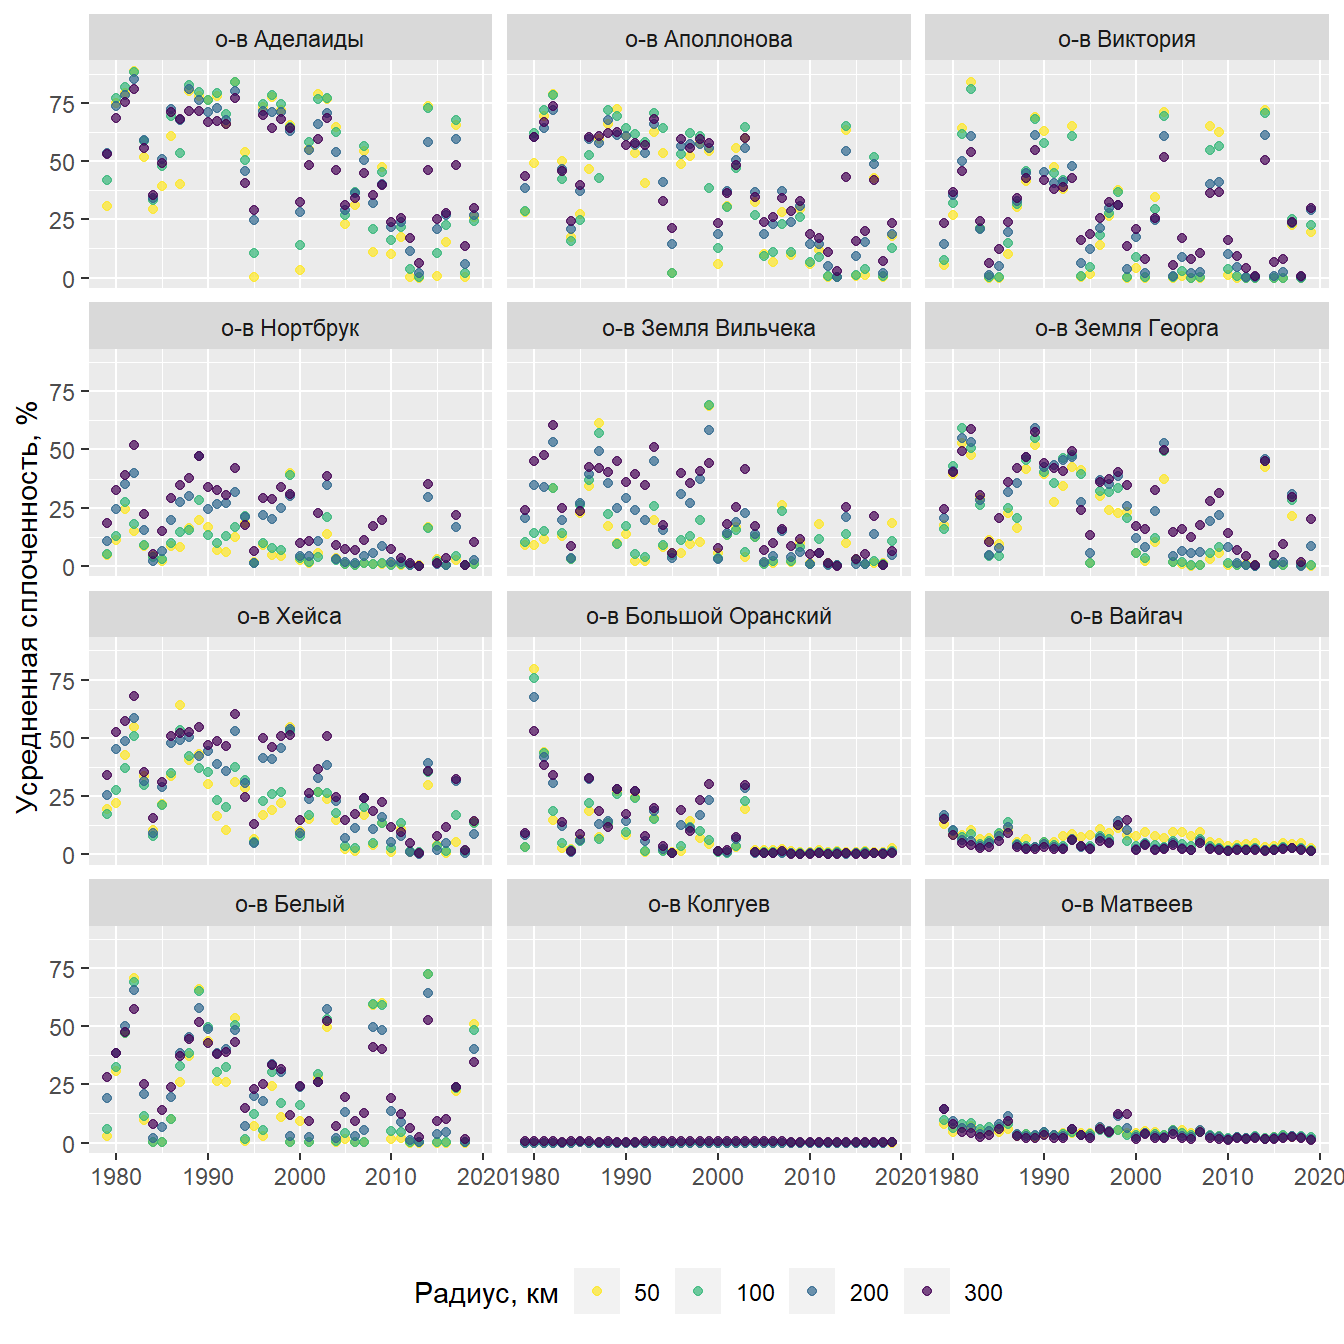 о-в Аделаиды о-в Аполлонова о-в Виктория
75
50
25
0
о-в Нортбрук о-в Земля Вильчека о-в Земля Георга
75
50
25
0
Усредненная сплоченность, %
о-в Хейса о-в Большой Оранский о-в Вайгач
75
50
25
0
о-в Белый о-в Колгуев о-в Матвеев
75
50
25
0
1980 1990 2000 2010 2020 1980 1990 2000 2010 2020 1980 1990 2000 2010 2020
Радиус, км 50 100 200 300